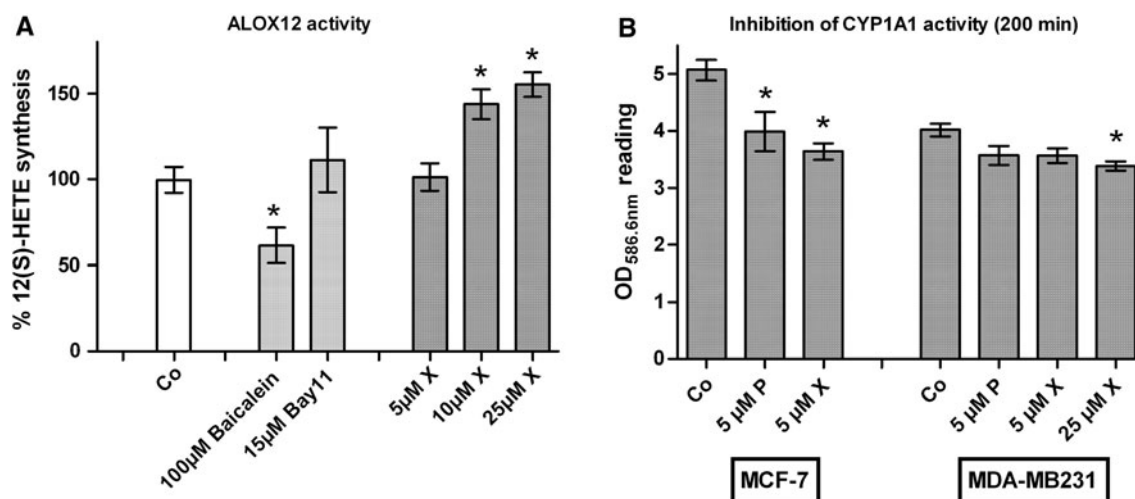 A
ALOX12 activity
% 12(S)-HETE synthesis
150
100
50
0
*
*
*
Co
100µM Baicalein
15µM Bay11
5µM X
10µM X
25µM X
B
Inhibition of CYP1A1 activity (200 min)
OD586.6nm reading
5
4
3
2
1
0
*
*
*
Co
5 µM P
5 µM X
Co
5 µM P
5 µM X
25 µM X
MCF-7
MDA-MB231